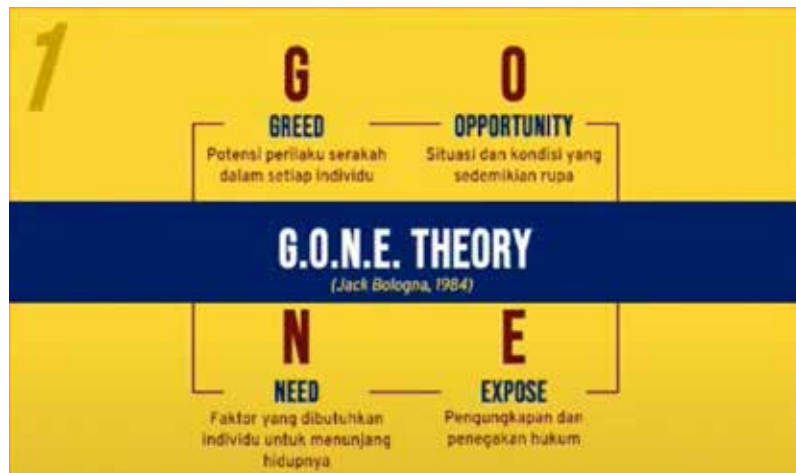 1
G
GREED
Potensi perilaku serakah
dalam setiap individu
O
OPPORTUNITY
Situasi dan kondisi yang
sedemikian rupa
G.O.N.E. THEORY
(Jack Bologna, 1984)
N
NEED
Faktor yang dibutuhkan
individu untuk menunjang
hidupnya
E
EXPOSE
Pengungkapan dan
penegakan hukum